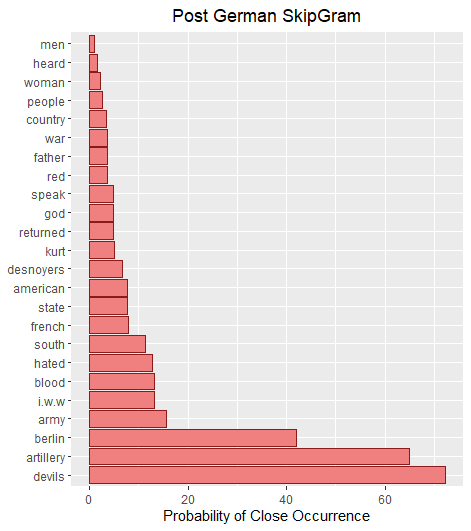 Post German SkipGram
men
heard
woman
people
country
war
father
red
speak
god
returned
kurt
desnoyers
american
state
french
south
hated
blood
i.w.w
army
berlin
artillery
devils
0 20 40 60
Probability of Close Occurrence